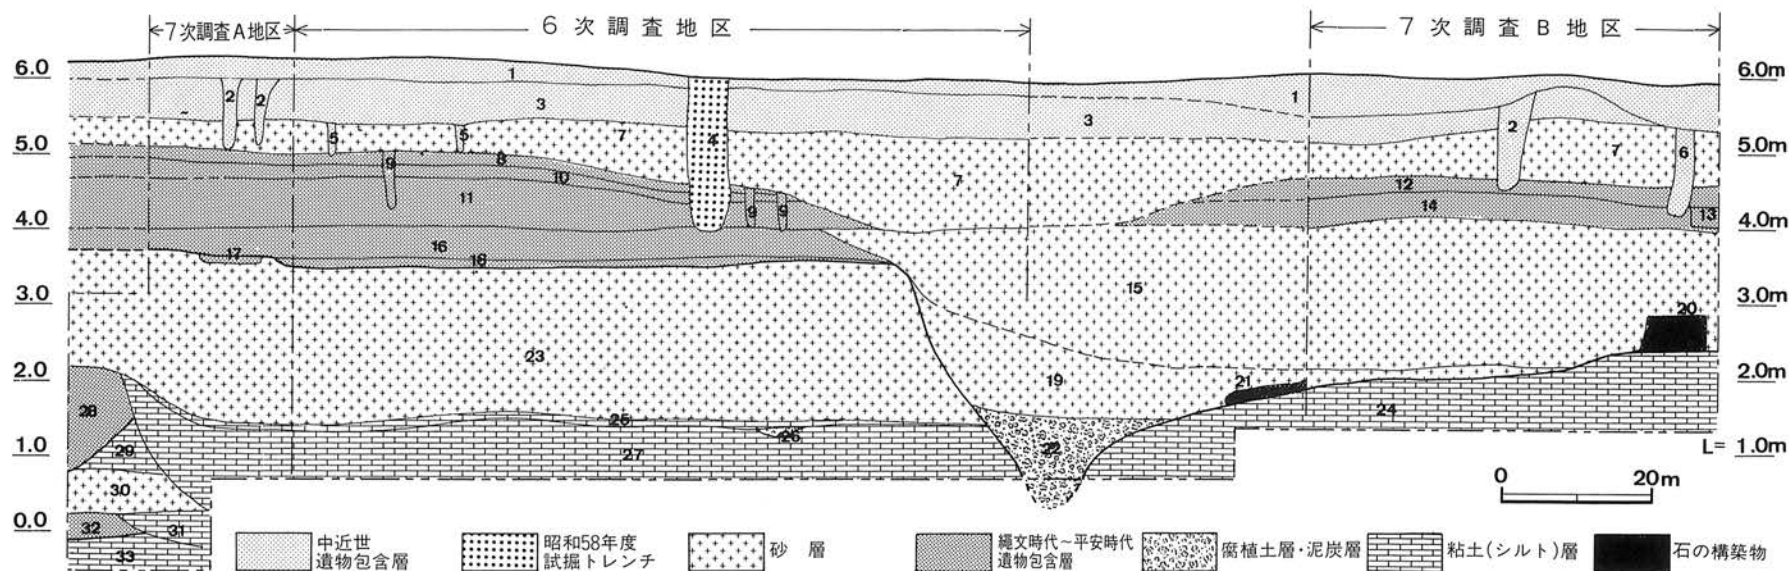 7次調査A地区
6次調査地区
7次調査B地区
6.0
5.0
4.0
3.0
2.0
1.0
0.0
6.0m
5.0m
4.0m
3.0m
2.0m
L= 1.0m
1
2
2
3
4
5
5
7
8
9
10
11
9
9
7
16
17
18
23
25
26
27
28
29
30
31
32
33
1
3
2
7
6
12
14
13
15
20
19
21
22
24
0 20m
中近世
遺物包含層
昭和58年度
試掘トレンチ
砂層
縄文時代~平安時代
遺物包含層
腐植土層・泥炭層
粘土(シルト)層
石の構築物